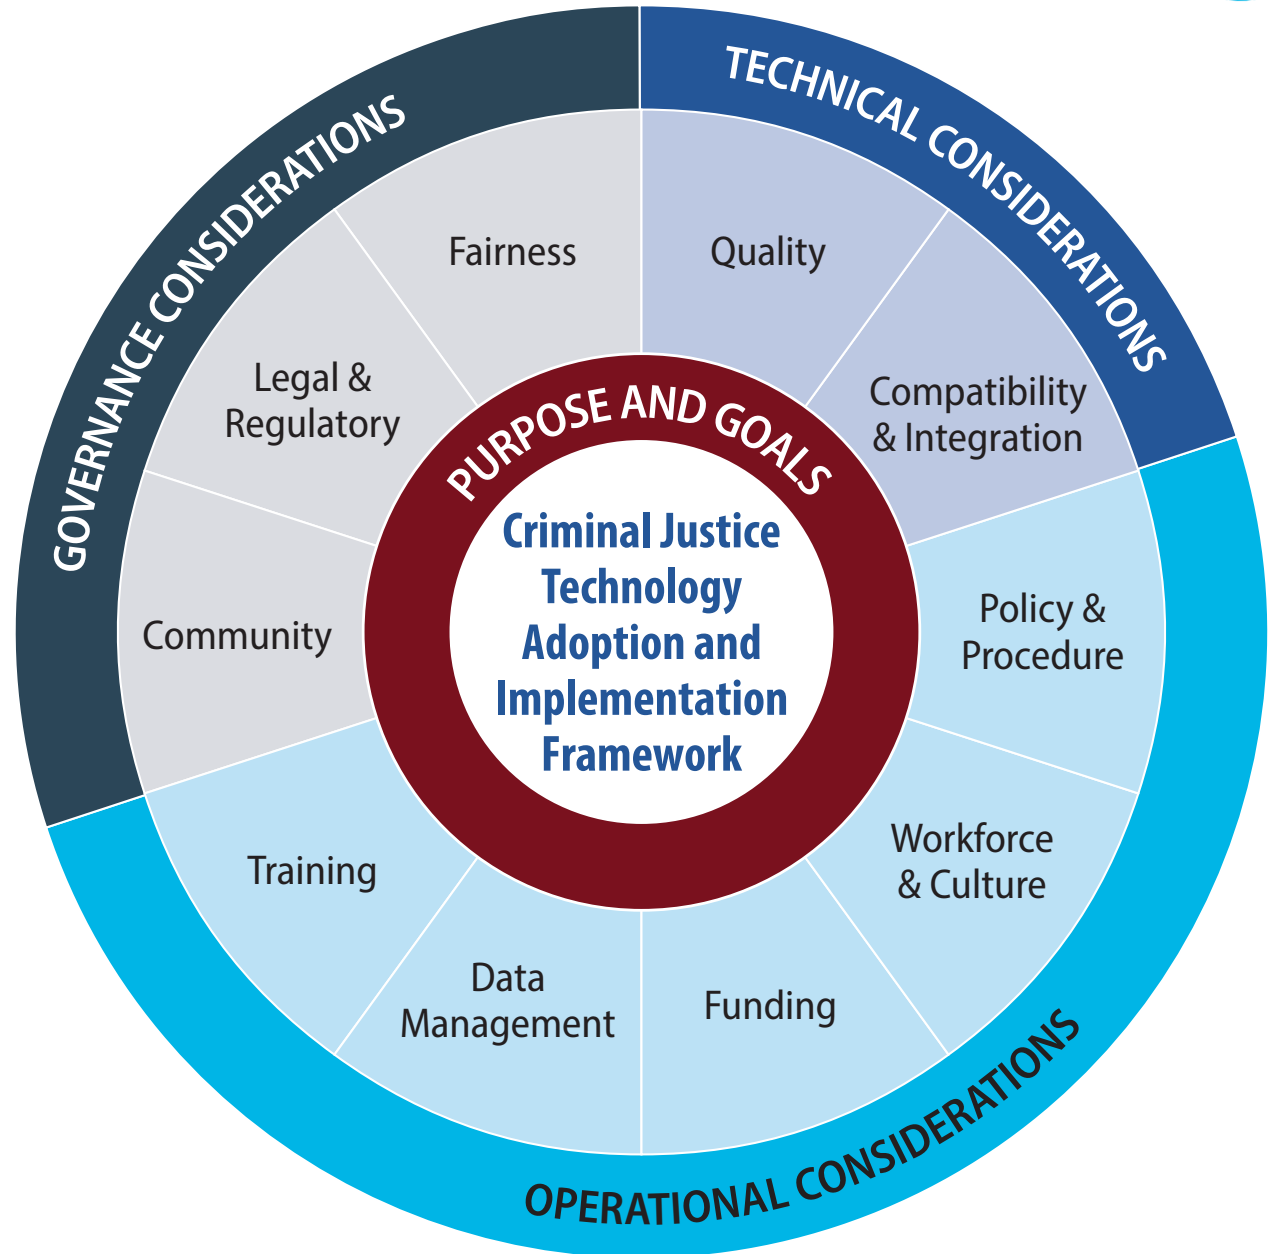 TECHNICAL CONSIDERATIONS
GOVERNANCE CONSIDERATIONS
Fairness
Quality
Legal &
Regulatory
Compatibility
& Integration
PURPOSE AND GOALS
Criminal Justice
Technology
Adoption and
Implementation
Framework
Community
Policy &
Procedure
Training
Workforce
& Culture
Data
Management
Funding
OPERATIONAL CONSIDERATIONS